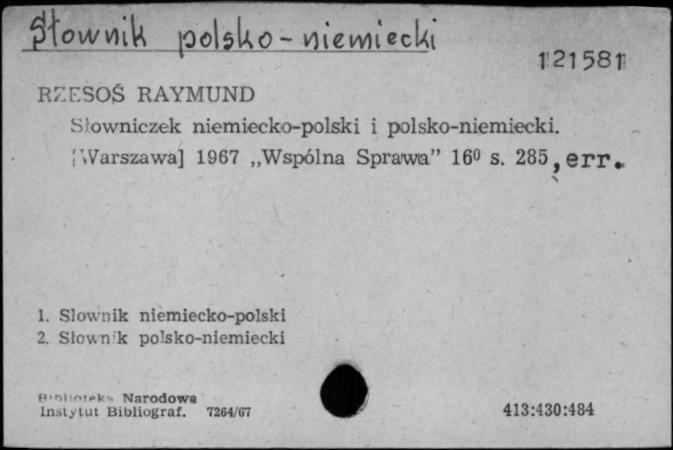 Słownik polsko-niemiecki
121581
RZESOŚ RAYMUND
Słowniczek niemiecko-polski i polsko-niemiecki.
[Warszawa] 1967 „Wspólna Sprawa” 16⁰ s. 285, err.
1. Słownik niemiecko-polski
2. Słownik polsko-niemiecki
Biblioteka Narodowa
Instytut Bibliograf. 7264/67
413:430:484